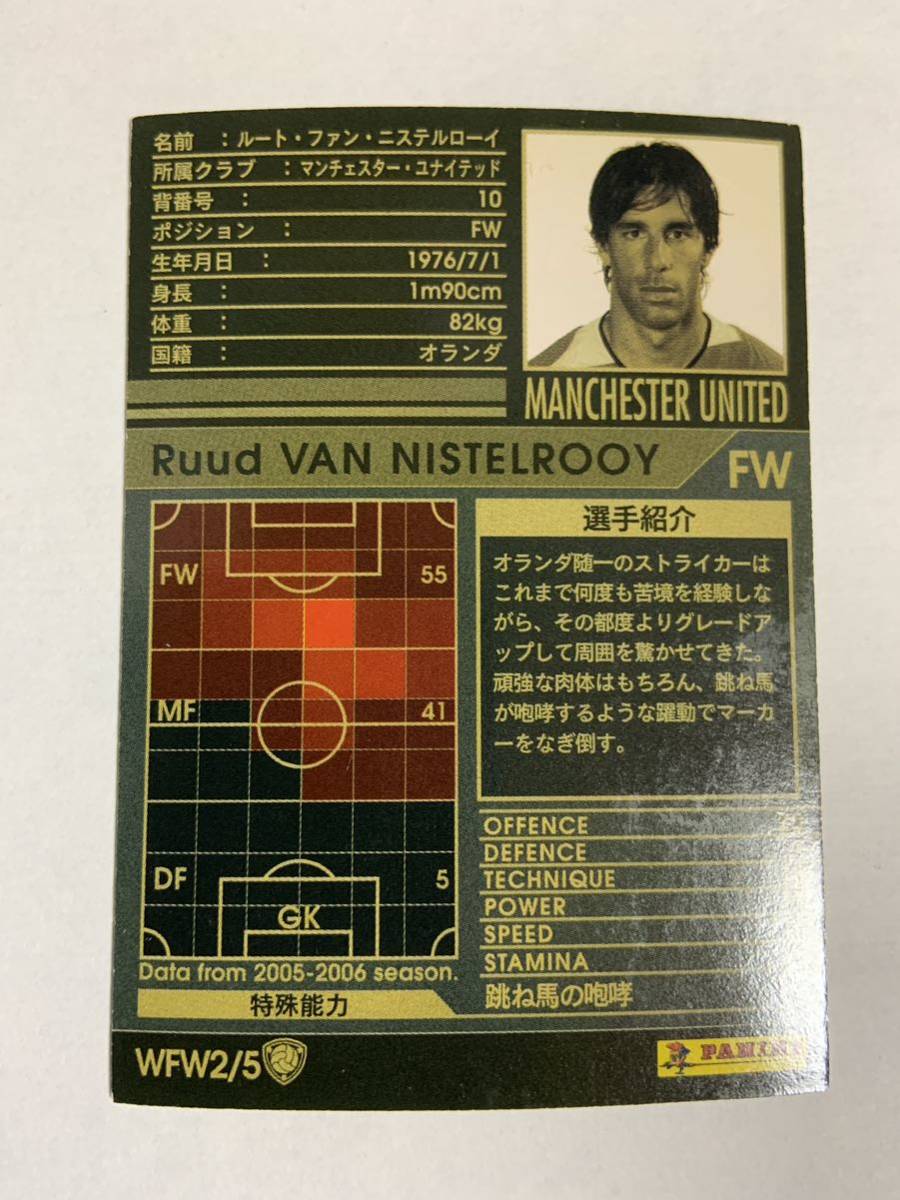 名前 : ルート・ファン・ニステルローイ
所属クラブ : マンチェスター・ユナイテッド
背番号 : 10
ポジション : FW
生年月日 : 1976/7/1
身長 : 1m90cm
体重 : 82kg
国籍 : オランダ
MANCHESTER UNITED
Ruud VAN NISTELROOY
FW
FW 55
MF 41
DF 5
GK
Data from 2005-2006 season.
選手紹介
オランダ随一のストライカーは
これまで何度も苦境を経験しな
がら、その都度よりグレードア
ップして周囲を驚かせてきた。
頑強な肉体はもちろん、跳ね馬
が咆哮するような躍動でマーカ
ーをなぎ倒す。
OFFENCE
DEFENCE
TECHNIQUE
POWER
SPEED
STAMINA
特殊能力
跳ね馬の咆哮
WFW2/5
PANINI